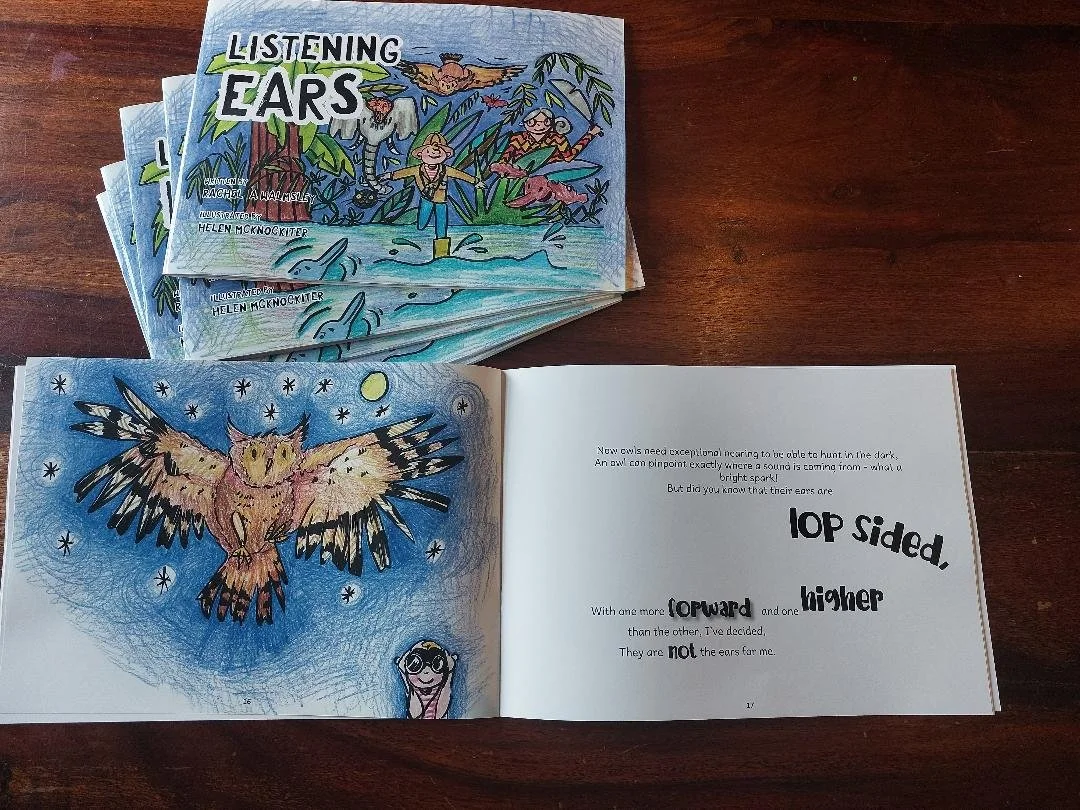 LISTENING
EARS
WRITTEN BY
RACHEL A WALMSLEY
ILLUSTRATED BY
HELEN MCKNOCKITER
ILLUSTRATED BY
HELEN MCKNOCKITER
Now owls need exceptional hearing to be able to hunt in the dark.
An owl can pinpoint exactly where a sound is coming from - what a
bright spark!
But did you know that their ears are
lop sided,
With one more forward and one higher
than the other, I've decided,
They are not the ears for me.
26
17